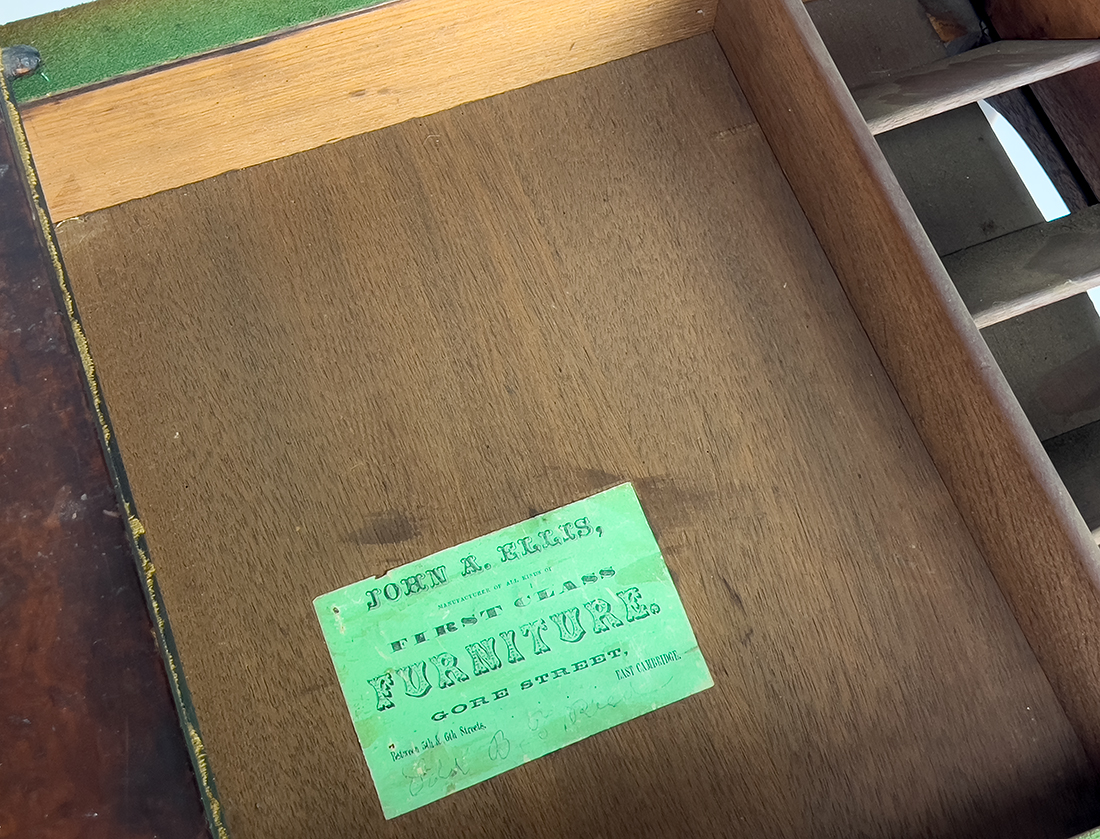 JOHN A. ELLIS,
MANUFACTURER OF ALL KINDS OF
FIRST CLASS
FURNITURE.
GORE STREET,
EAST CAMBRIDGE.
Between 5th & 6th Streets.